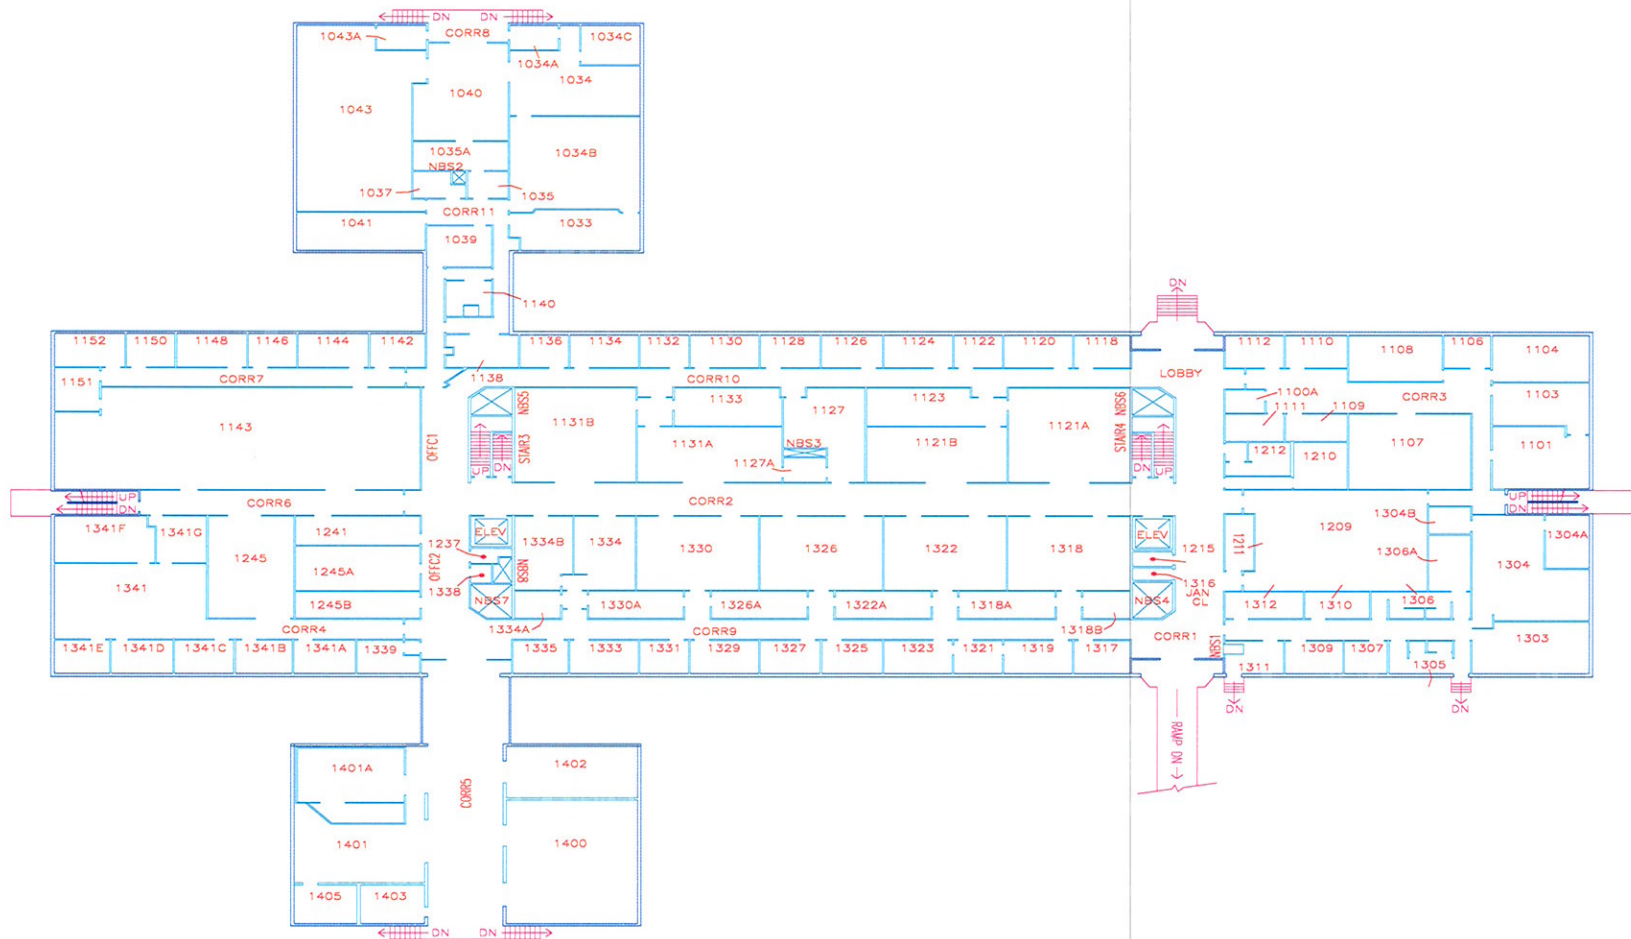 DN DN
CORR8
1043A
1034C
1034A
1034
1040
1043
1035A
1034B
NBS2
1037
1035
CORR11
1041
1033
1039
1140
DN
1152 1150 1148 1146 1144 1142
1136 1134 1132 1130 1128 1126 1124 1122 1120 1118
1112 1110 1108 1106 1104
LOBBY
1151
CORR7
1138
CORR10
1100A
CORR3
1103
1133
1127
1123
NBS5
NBS6
1111
1109
1143
OFFC1
STAIR3
1131B
1131A
NBS3
1121B
1121A
STAIR4
1107
1101
1212
1210
1127A
UP
DN
DN
UP
UP
DN
CORR6
CORR2
UP
DN
1341F
1341G
1241
ELEV
1334B
1334
1330
1326
1322
1318
ELEV
1215
1211
1209
1304B
1304A
1245
1237
OFFC2
NBS8
1306A
1304
1341
1245A
1338
1316
JAN
CL
1245B
NBS7
1330A
1326A
1322A
1318A
NBS4
1312
1310
1306
CORR4
1334A
CORR9
1318B
CORR1
NBS1
1303
1341E 1341D 1341C 1341B 1341A 1339
1335 1333 1331 1329 1327 1325 1323 1321 1319 1317
1311
1309
1307
1305
DN
DN
RAMP DN
1401A
CORR5
1402
1401
1400
1405
1403
DN DN